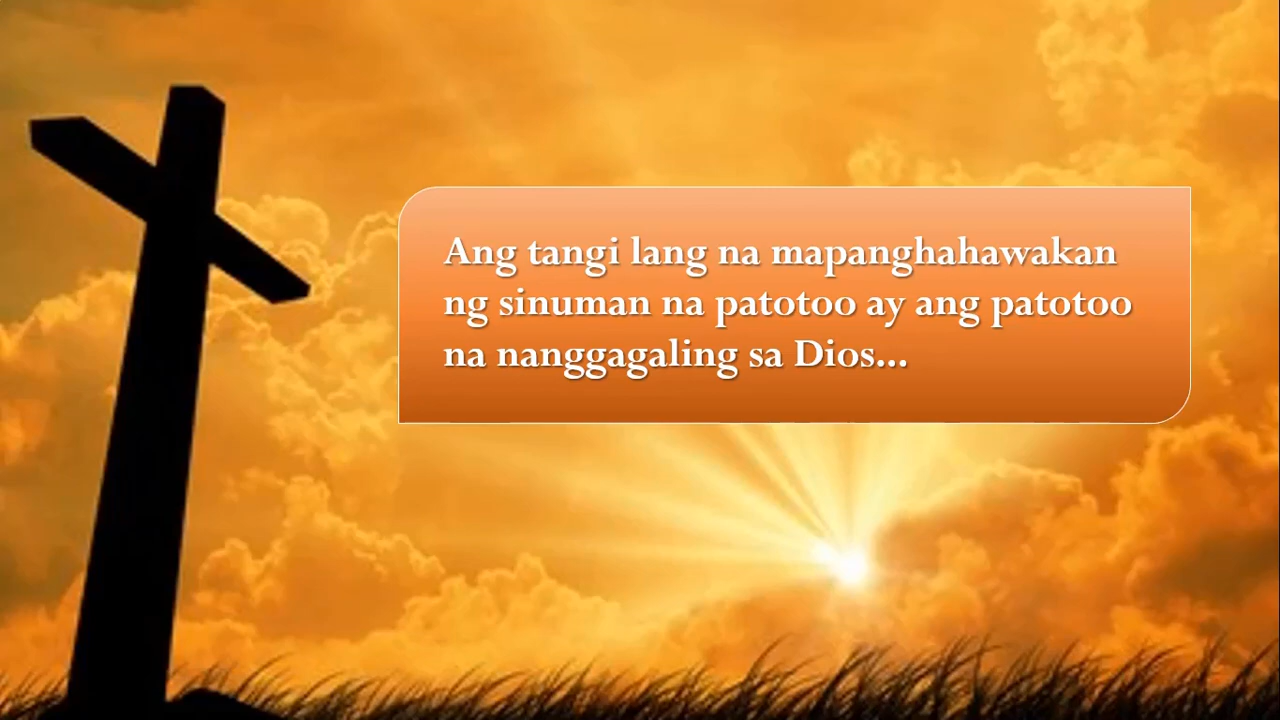 Ang tangi lang na mapanghahawakan
ng sinuman na patotoo ay ang patotoo
na nanggagaling sa Dios...